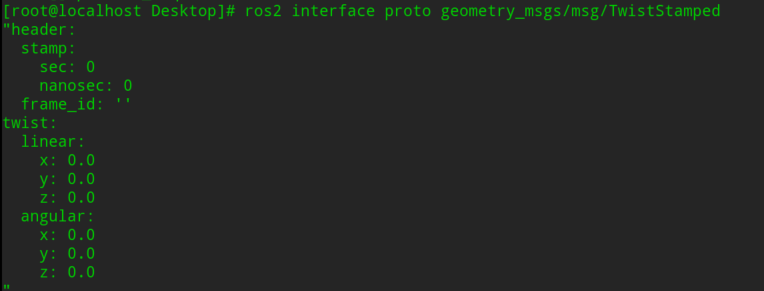 [root@localhost Desktop]# ros2 interface proto geometry_msgs/msg/TwistStamped
"header:
  stamp:
    sec: 0
    nanosec: 0
  frame_id: ''
twist:
  linear:
    x: 0.0
    y: 0.0
    z: 0.0
  angular:
    x: 0.0
    y: 0.0
    z: 0.0
"